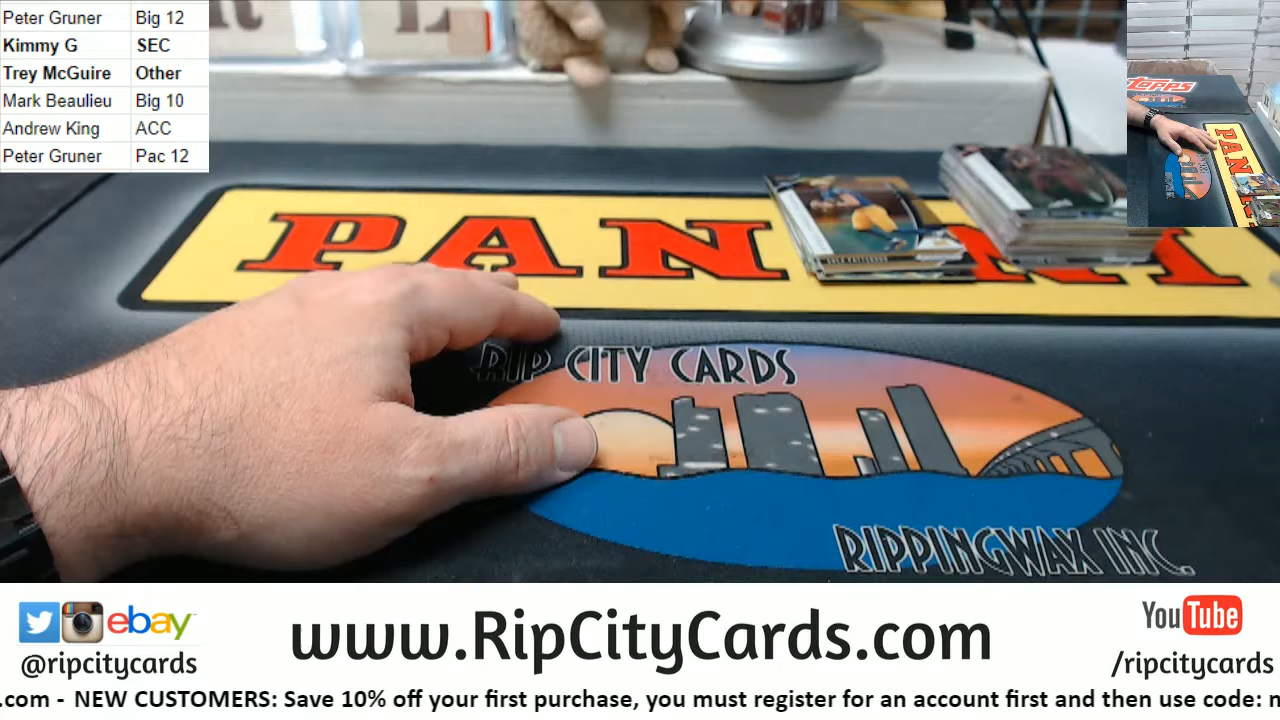 Peter Gruner Big 12
Kimmy G SEC
Trey McGuire Other
Mark Beaulieu Big 10
Andrew King ACC
Peter Gruner Pac 12
TOPPS
PANI
PANINI
RIP CITY CARDS
RIPPINGWAX INC.
ebay
@ripcitycards
www.RipCityCards.com
YouTube
/ripcitycards
.com - NEW CUSTOMERS: Save 10% off your first purchase, you must register for an account first and then use code: n